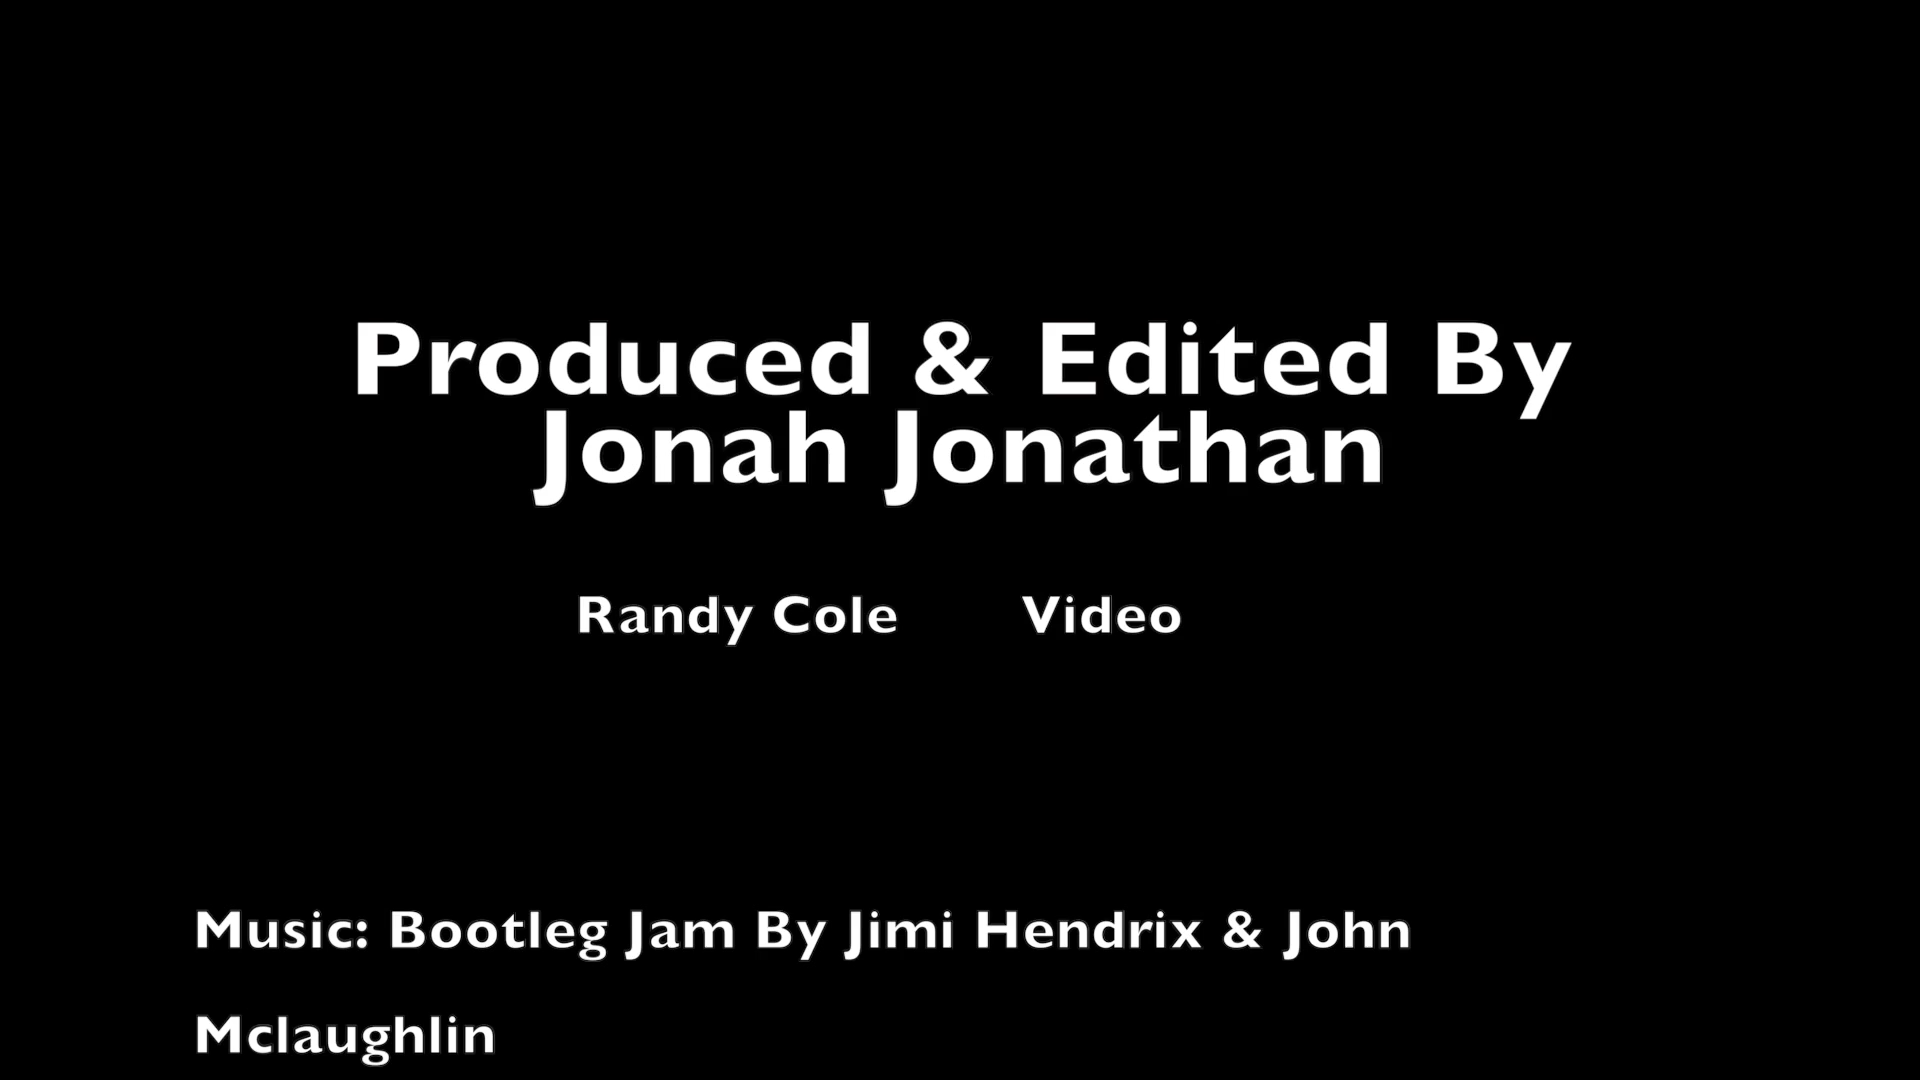 Produced & Edited By
Jonah Jonathan
Randy Cole Video
Music: Bootleg Jam By Jimi Hendrix & John
Mclaughlin